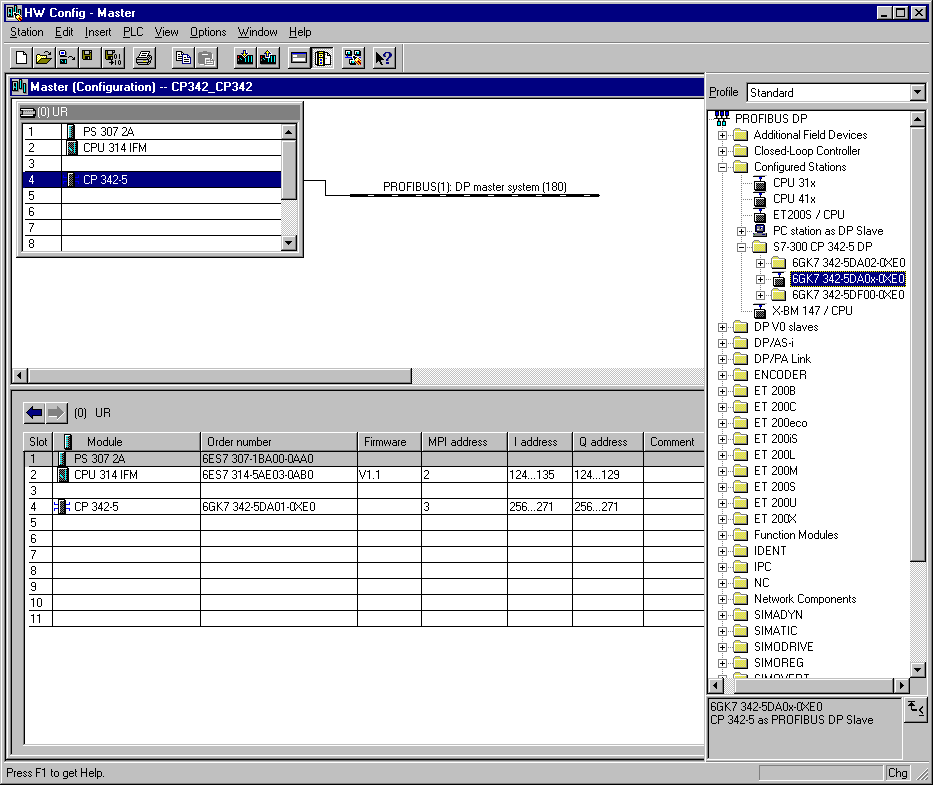 HW Config - Master
Station Edit Insert PLC View Options Window Help
Master (Configuration) -- CP342_CP342
(0) UR
1 PS 307 2A
2 CPU 314 IFM
3
4 CP 342-5
5
6
7
8
PROFIBUS(1): DP master system (180)
(0) UR
Slot Module Order number Firmware MPI address I address Q address Comment
1 PS 307 2A 6ES7 307-1BA00-0AA0
2 CPU 314 IFM 6ES7 314-5AE03-0AB0 V1.1 2 124...135 124...129
3
4 CP 342-5 6GK7 342-5DA01-0XE0 3 256...271 256...271
5
6
7
8
9
10
11
Profile Standard
PROFIBUS DP
Additional Field Devices
Closed-Loop Controller
Configured Stations
CPU 31x
CPU 41x
ET200S / CPU
PC station as DP Slave
S7-300 CP 342-5 DP
6GK7 342-5DA02-0XE0
6GK7 342-5DA0x-0XE0
6GK7 342-5DF00-0XE0
X-BM 147 / CPU
DP V0 slaves
DP/AS-i
DP/PA Link
ENCODER
ET 200B
ET 200C
ET 200eco
ET 200iS
ET 200L
ET 200M
ET 200S
ET 200U
ET 200X
Function Modules
IDENT
IPC
NC
Network Components
SIMADYN
SIMATIC
SIMODRIVE
SIMOREG
SIMOVERT
6GK7 342-5DA0x-0XE0
CP 342-5 as PROFIBUS DP Slave
Press F1 to get Help.
Chg